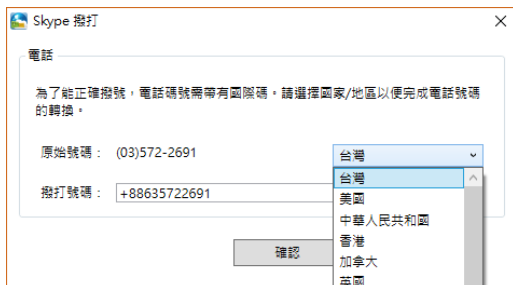 Skype 撥打
電話
為了能正確撥號，電話碼號需帶有國際碼。請選擇國家/地區以便完成電話號碼
的轉換。
原始號碼： (03)572-2691 台灣
撥打號碼： +88635722691
台灣
美國
中華人民共和國
香港
加拿大
英國
確認